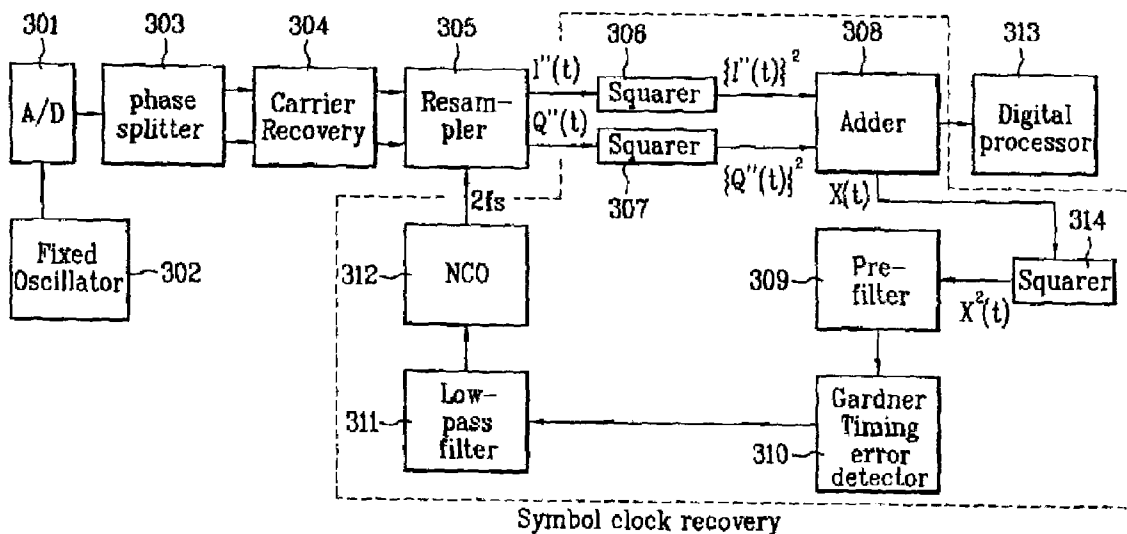 301
303
304
305
306
308
313
A/D
phase
splitter
Carrier
Recovery
Resam-
pler
I''(t)
Q''(t)
Squarer
Squarer
{I''(t)}²
{Q''(t)}²
Adder
Digital
processor
307
2fs
X(t)
314
Fixed
Oscillator
302
312
NCO
309
Pre-
filter
Squarer
X²(t)
311
Low-
pass
filter
310
Gardner
Timing
error
detector
Symbol clock recovery